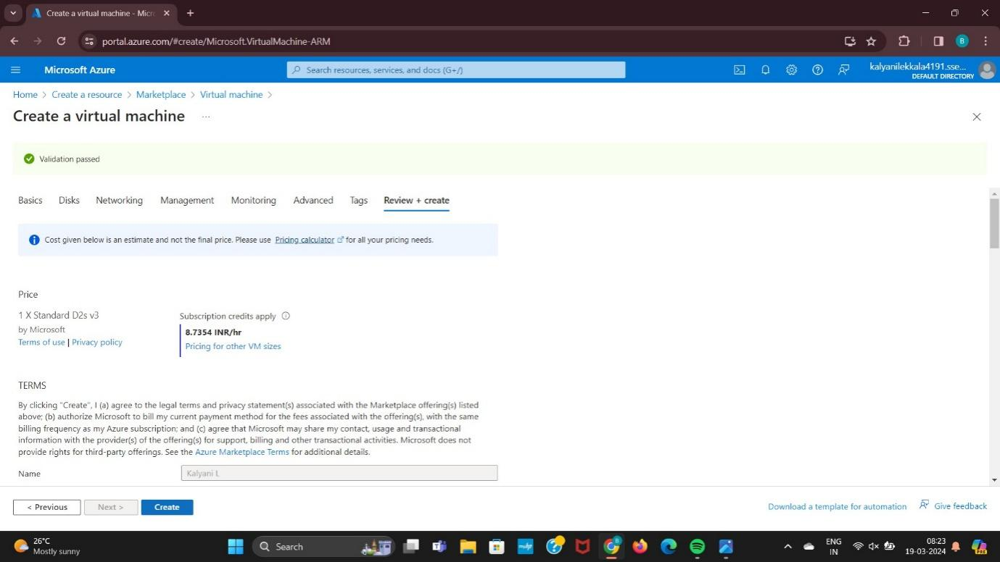 Create a virtual machine - Micro
portal.azure.com/#create/Microsoft.VirtualMachine-ARM
B
Microsoft Azure
Search resources, services, and docs (G+/)
kalyanilekkala4191.sse...
DEFAULT DIRECTORY
Home > Create a resource > Marketplace > Virtual machine >
Create a virtual machine ...
Validation passed
Basics Disks Networking Management Monitoring Advanced Tags Review + create
Cost given below is an estimate and not the final price. Please use Pricing calculator for all your pricing needs.
Price
1 X Standard D2s v3
by Microsoft
Terms of use | Privacy policy
Subscription credits apply
8.7354 INR/hr
Pricing for other VM sizes
TERMS
By clicking "Create", I (a) agree to the legal terms and privacy statement(s) associated with the Marketplace offering(s) listed
above; (b) authorize Microsoft to bill my current payment method for the fees associated with the offering(s), with the same
billing frequency as my Azure subscription; and (c) agree that Microsoft may share my contact, usage and transactional
information with the provider(s) of the offering(s) for support, billing and other transactional activities. Microsoft does not
provide rights for third-party offerings. See the Azure Marketplace Terms for additional details.
Name
Kalyani L
< Previous Next > Create
Download a template for automation
Give feedback
26°C
Mostly sunny
Search
ENG
IN
08:23
19-03-2024